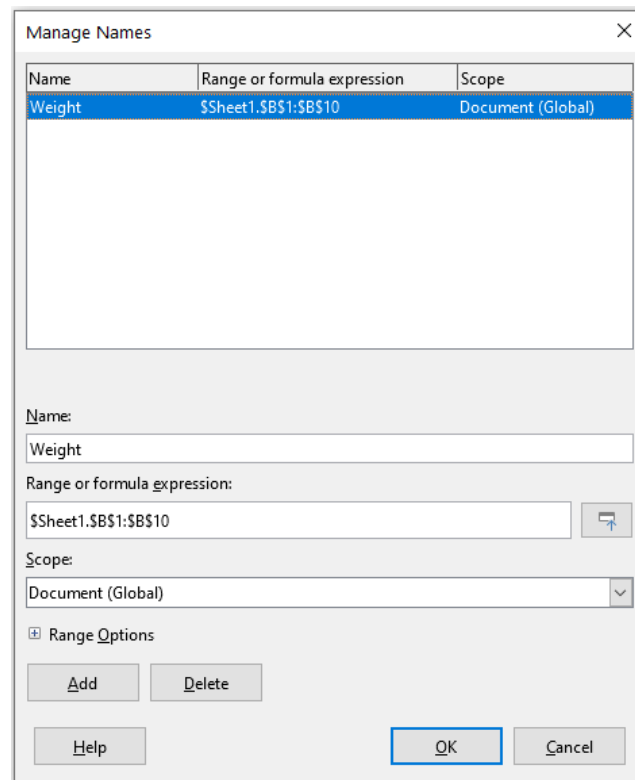 Manage Names
Name Range or formula expression Scope
Weight $Sheet1.$B$1:$B$10 Document (Global)
Name:
Weight
Range or formula expression:
$Sheet1.$B$1:$B$10
Scope:
Document (Global)
Range Options
Add Delete
Help OK Cancel